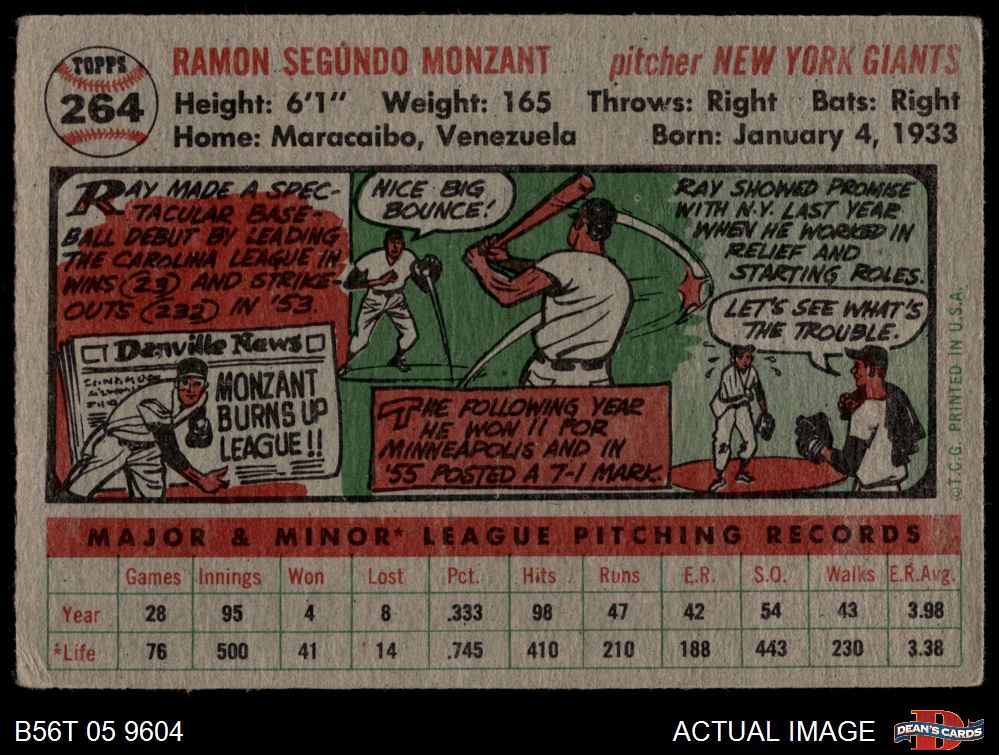 TOPPS
264
RAMON SEGUNDO MONZANT
pitcher NEW YORK GIANTS
Height: 6'1" Weight: 165 Throws: Right Bats: Right
Home: Maracaibo, Venezuela Born: January 4, 1933
RAY MADE A SPEC-
TACULAR BASE-
BALL DEBUT BY LEADING
THE CAROLINA LEAGUE IN
WINS (23) AND STRIKE-
OUTS (232) IN '53.
Danville News
MONZANT
BURNS UP
LEAGUE!!
NICE BIG
BOUNCE!
THE FOLLOWING YEAR
HE WON 11 FOR
MINNEAPOLIS AND IN
'55 POSTED A 7-1 MARK.
RAY SHOWED PROMISE
WITH N.Y. LAST YEAR
WHEN HE WORKED IN
RELIEF AND
STARTING ROLES.
LET'S SEE WHAT'S
THE TROUBLE.
©T.C.G. PRINTED IN U.S.A.
MAJOR & MINOR* LEAGUE PITCHING RECORDS
Games Innings Won Lost Pct. Hits Runs E.R. S.O. Walks E.R.Avg.
Year 28 95 4 8 .333 98 47 42 54 43 3.98
*Life 76 500 41 14 .745 410 210 188 443 230 3.38
B56T 05 9604
ACTUAL IMAGE
DEAN'S CARDS